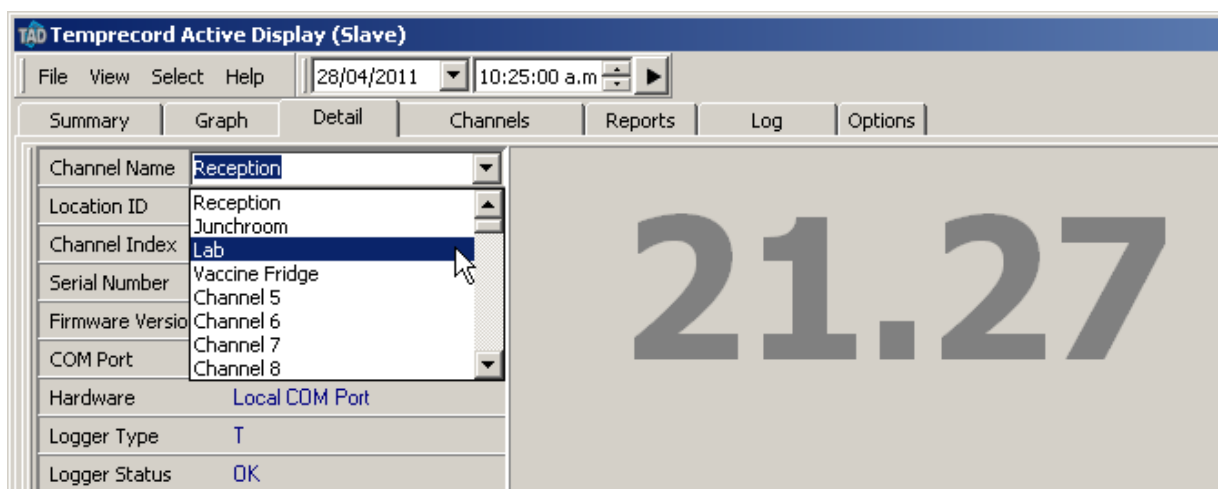 TAD Temprecord Active Display (Slave)
File View Select Help 28/04/2011 10:25:00 a.m
Summary Graph Detail Channels Reports Log Options
Channel Name Reception
Location ID
Reception
Junchroom
Channel Index
Lab
Serial Number
Vaccine Fridge
Channel 5
Firmware Versio
Channel 6
Channel 7
COM Port
Channel 8
Hardware Local COM Port
Logger Type T
Logger Status OK
21.27